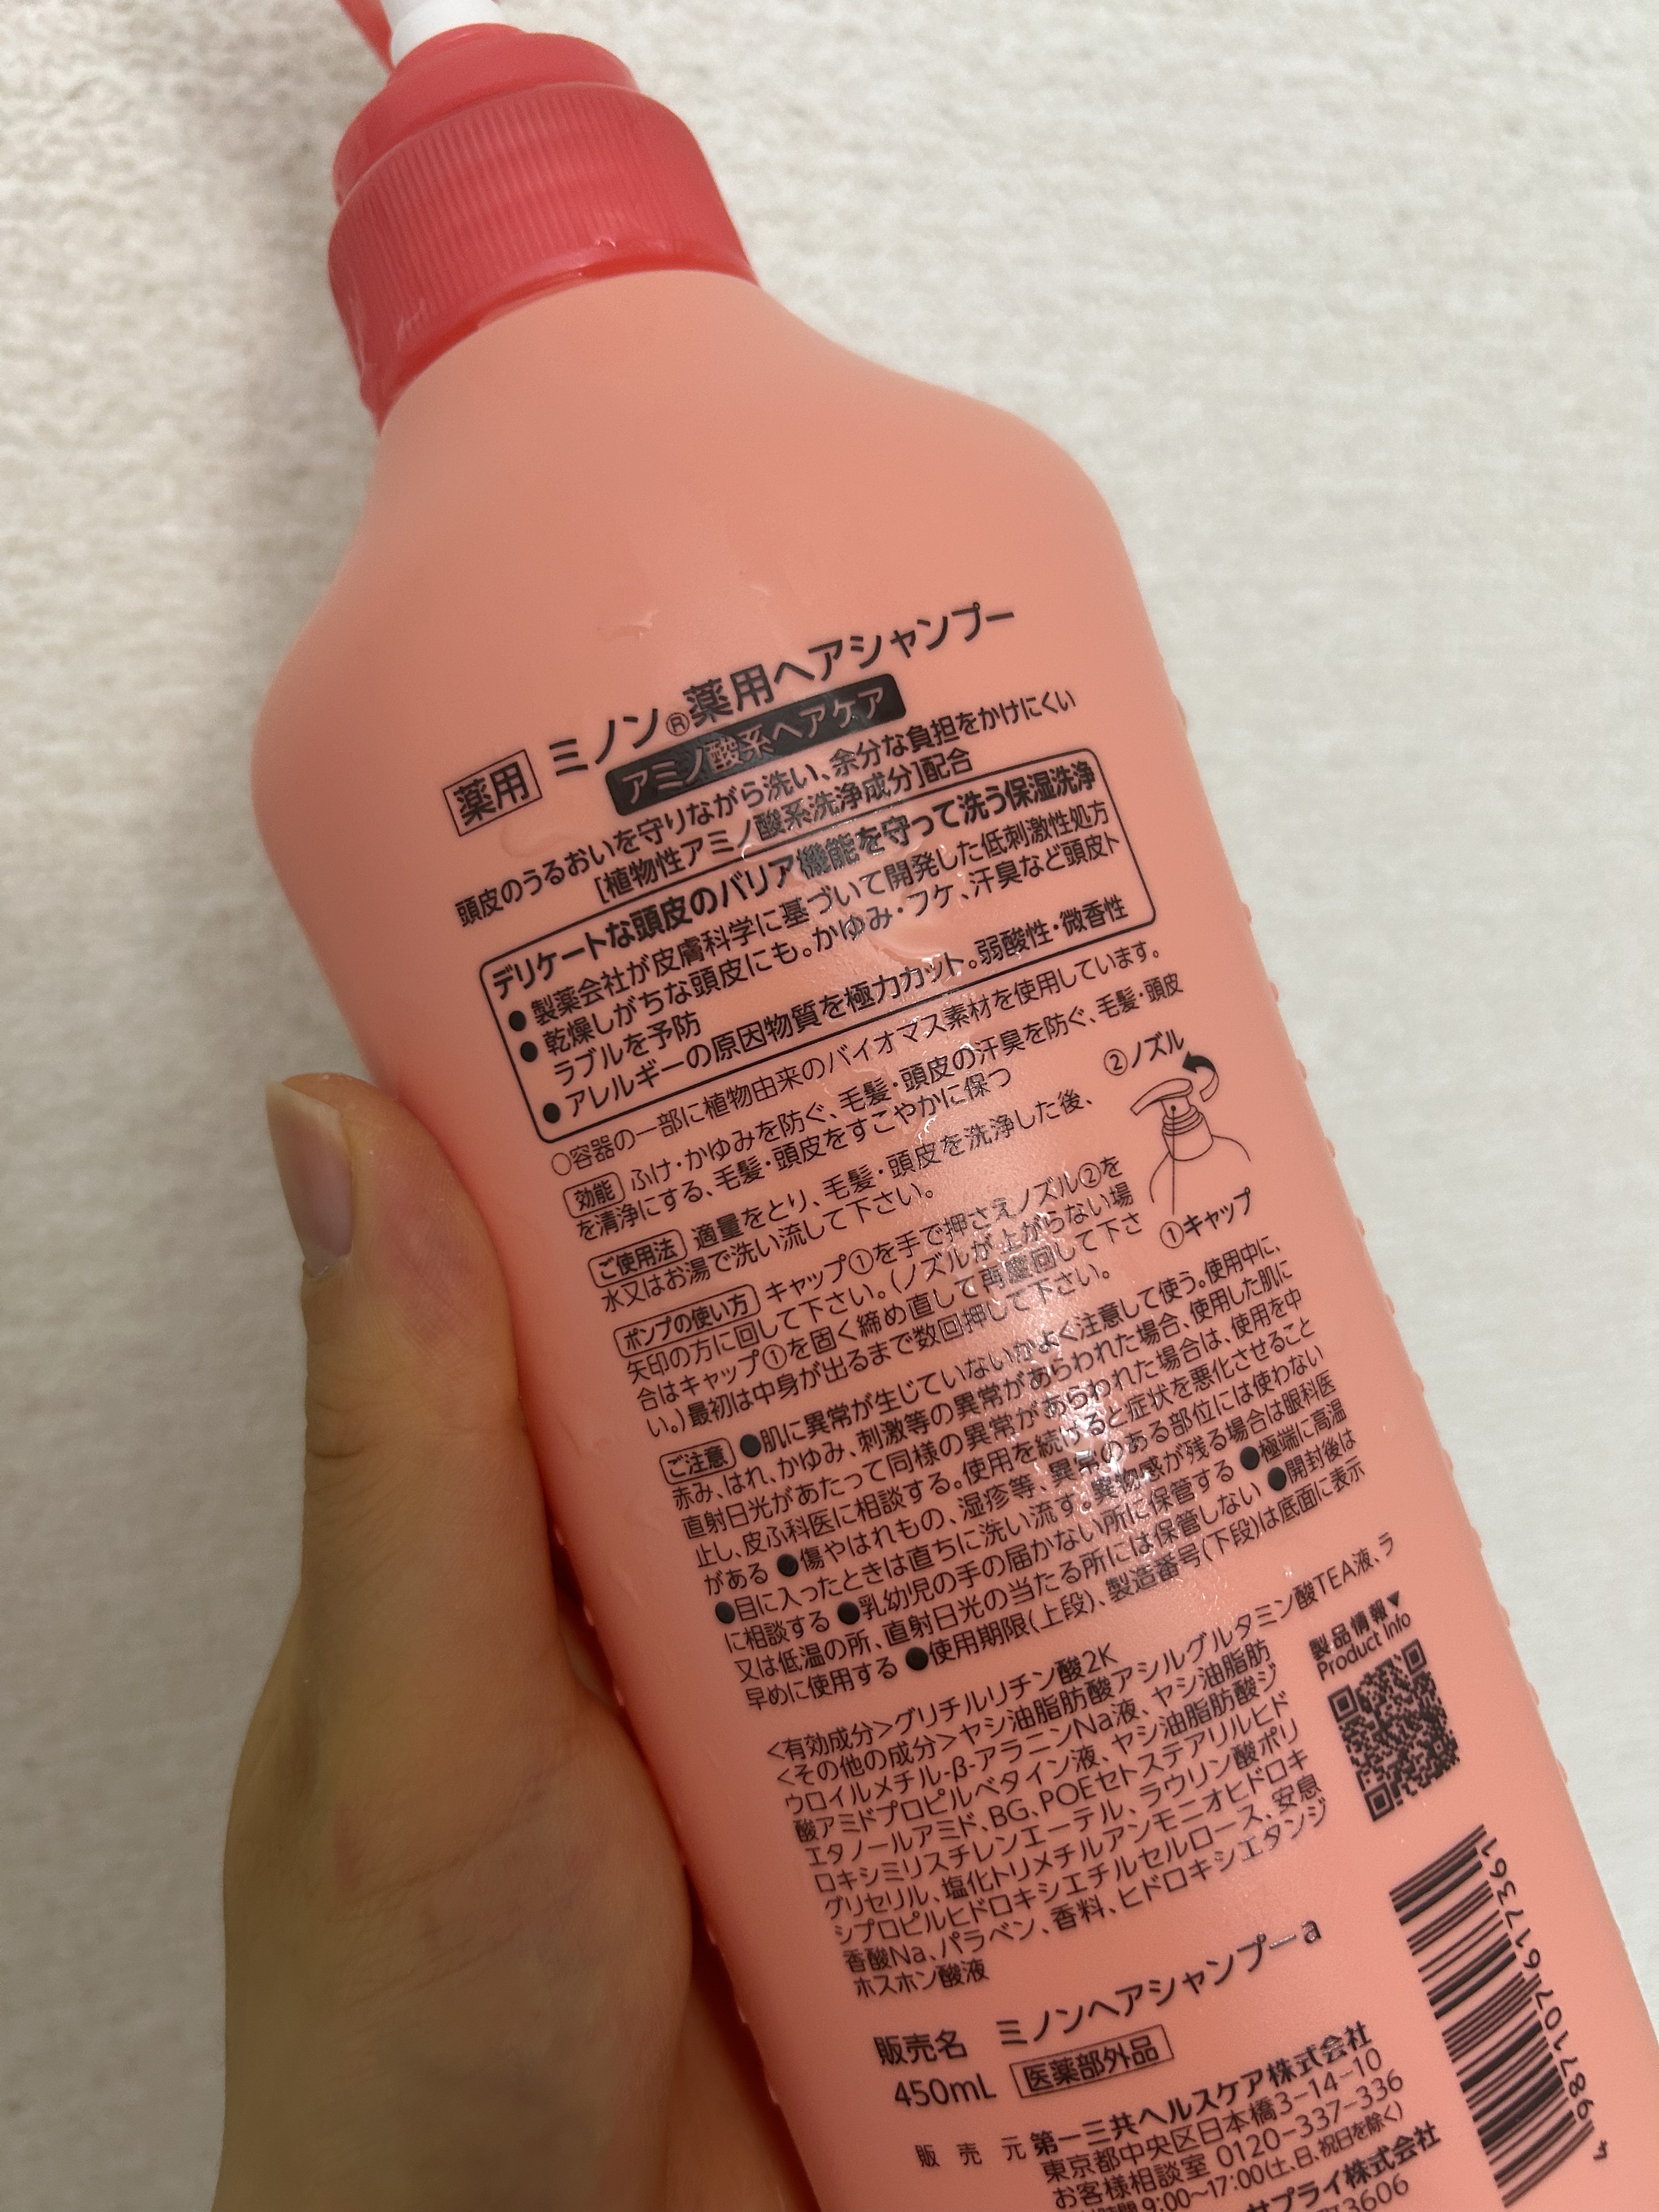 薬用 ミノン®薬用ヘアシャンプー
アミノ酸系ヘアケア
頭皮のうるおいを守りながら洗い、余分な負担をかけにくい
[植物性アミノ酸系洗浄成分]配合
デリケートな頭皮のバリア機能を守って洗う保湿洗浄
●製薬会社が皮膚科学に基づいて開発した低刺激性処方
●乾燥しがちな頭皮にも。かゆみ・フケ、汗臭など頭皮ト
ラブルを予防
●アレルギーの原因物質を極力カット。弱酸性・微香性
○容器の一部に植物由来のバイオマス素材を使用しています。
効能 ふけ・かゆみを防ぐ、毛髪・頭皮の汗臭を防ぐ、毛髪・頭皮
を清浄にする、毛髪・頭皮をすこやかに保つ
ご使用法 適量をとり、毛髪・頭皮を洗浄した後、
水又はお湯で洗い流して下さい。
ポンプの使い方 キャップ①を手で押さえノズル②を
矢印の方に回して下さい。(ノズルが上がらない場
合はキャップ①を固く締め直して再度回して下さ
い。)最初は中身が出るまで数回押して下さい。
②ノズル
①キャップ
ご注意 ●肌に異常が生じていないかよく注意して使う。使用中に、
赤み、はれ、かゆみ、刺激等の異常があらわれた場合、使用した肌に
直射日光があたって同様の異常があらわれた場合は、使用を中
止し、皮ふ科医に相談する。使用を続けると症状を悪化させること
がある ●傷やはれもの、湿疹等、異常のある部位には使わない
●目に入ったときは直ちに洗い流す。異物感が残る場合は眼科医
に相談する ●乳幼児の手の届かない所に保管する ●極端に高温
又は低温の所、直射日光の当たる所には保管しない ●開封後は
早めに使用する ●使用期限(上段)、製造番号(下段)は底面に表示
<有効成分>グリチルリチン酸2K
<その他の成分>ヤシ油脂肪酸アシルグルタミン酸TEA液、ラ
ウロイルメチル-β-アラニンNa液、ヤシ油脂肪
酸アミドプロピルベタイン液、ヤシ油脂肪酸ジ
エタノールアミド、BG、POEセトステアリルヒド
ロキシミリスチレンエーテル、ラウリン酸ポリ
グリセリル、塩化トリメチルアンモニオヒドロキ
シプロピルヒドロキシエチルセルロース、安息
香酸Na、パラベン、香料、ヒドロキシエタンジ
ホスホン酸液
製品情報▼
Product Info
販売名 ミノンヘアシャンプーa
450mL 医薬部外品
販売元 第一三共ヘルスケア株式会社
東京都中央区日本橋3-14-10
お客様相談室 0120-337-336
時間 9:00〜17:00(土、日、祝日を除く)
サプライ株式会社
3606
4 987107 617361